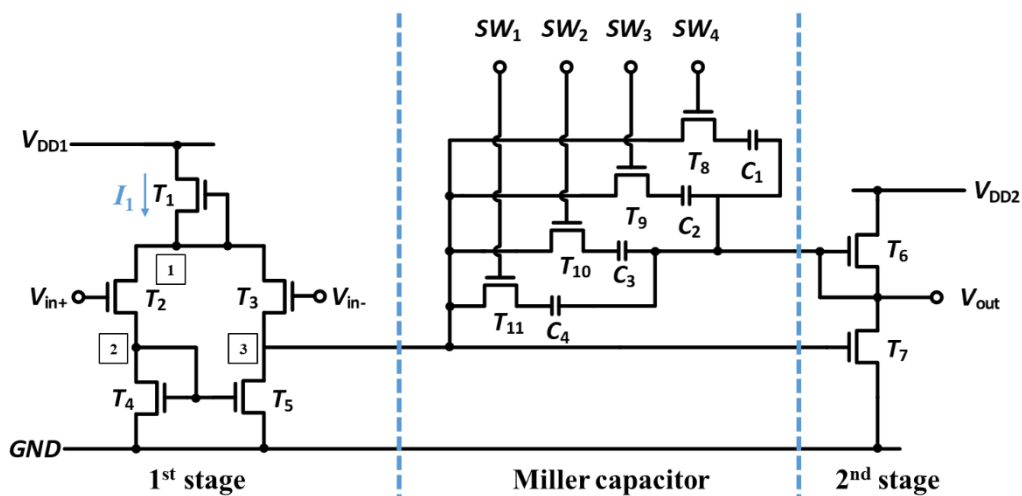 SW1 SW2 SW3 SW4
VDD1
I1 T1
T8 C1
T9 C2
VDD2
1
T10 C3
T6
Vin+ T2 T3 Vin-
T11 C4
Vout
2 3
T7
T4 T5
GND
1st stage Miller capacitor 2nd stage